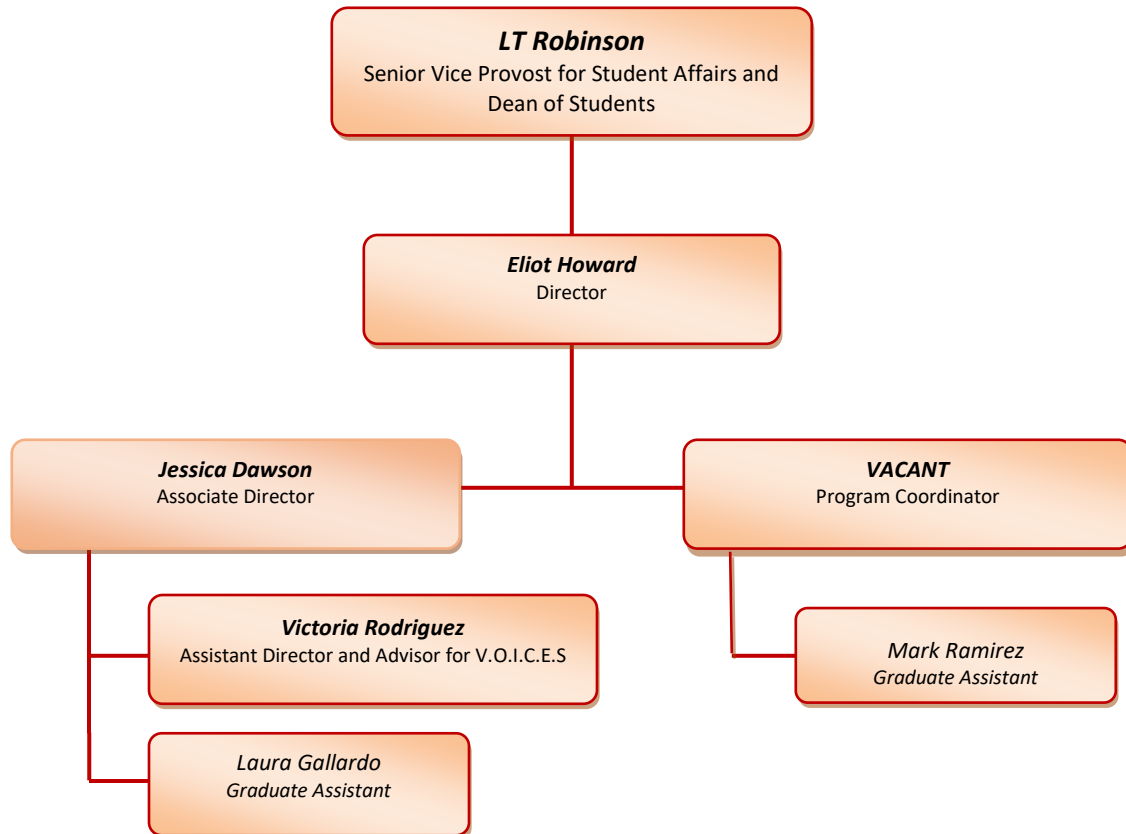 LT Robinson
Senior Vice Provost for Student Affairs and
Dean of Students
Eliot Howard
Director
Jessica Dawson
Associate Director
VACANT
Program Coordinator
Victoria Rodriguez
Assistant Director and Advisor for V.O.I.C.E.S
Mark Ramirez
Graduate Assistant
Laura Gallardo
Graduate Assistant